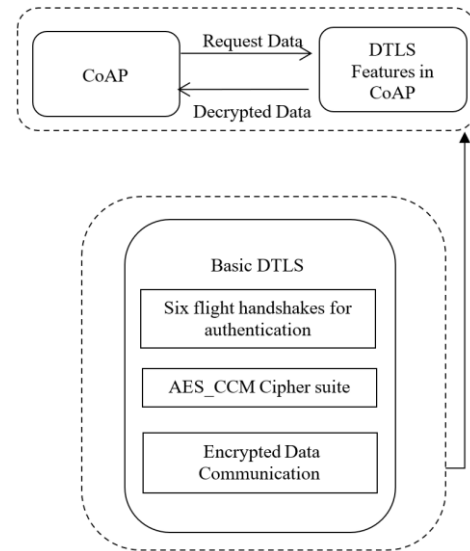 Request Data
CoAP
DTLS
Features in
CoAP
Decrypted Data
Basic DTLS
Six flight handshakes for
authentication
AES_CCM Cipher suite
Encrypted Data
Communication